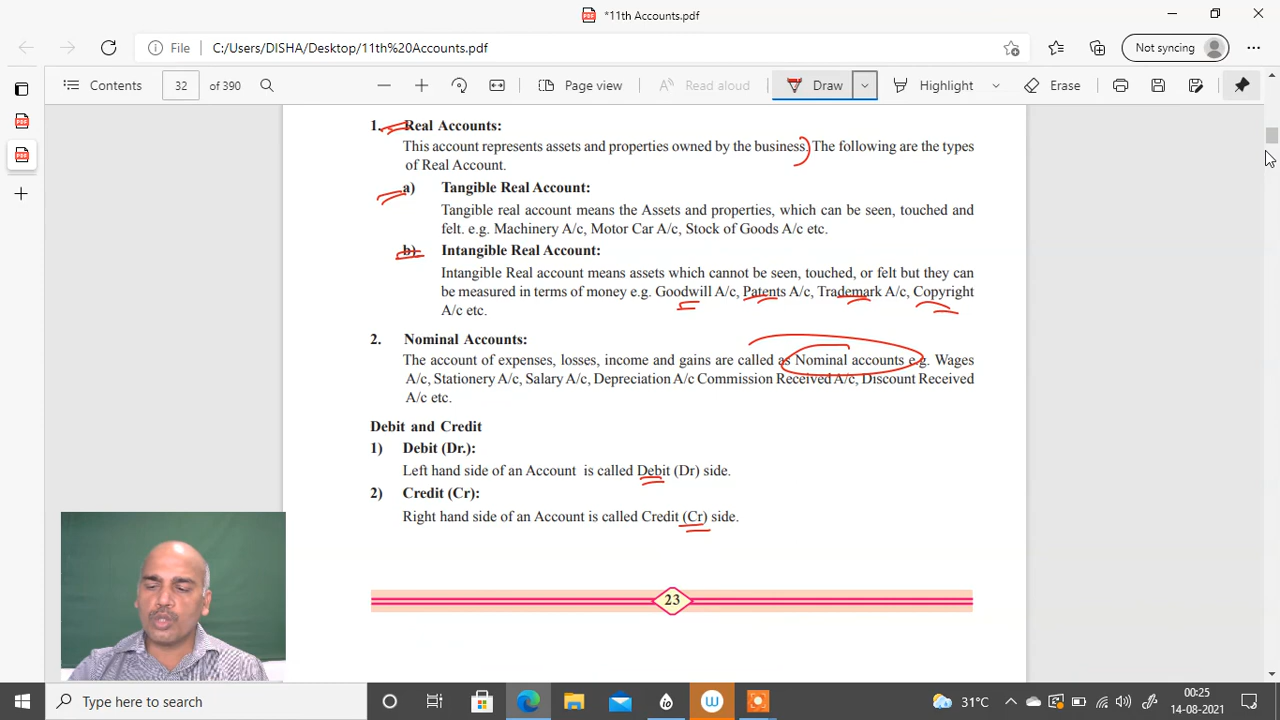 *11th Accounts.pdf
File C:/Users/DISHA/Desktop/11th%20Accounts.pdf Not syncing
Contents 32 of 390 Page view Read aloud Draw Highlight Erase
1. Real Accounts:
This account represents assets and properties owned by the business. The following are the types
of Real Account.
a) Tangible Real Account:
Tangible real account means the Assets and properties, which can be seen, touched and
felt. e.g. Machinery A/c, Motor Car A/c, Stock of Goods A/c etc.
b) Intangible Real Account:
Intangible Real account means assets which cannot be seen, touched, or felt but they can
be measured in terms of money e.g. Goodwill A/c, Patents A/c, Trademark A/c, Copyright
A/c etc.
2. Nominal Accounts:
The account of expenses, losses, income and gains are called as Nominal accounts e.g. Wages
A/c, Stationery A/c, Salary A/c, Depreciation A/c Commission Received A/c, Discount Received
A/c etc.
Debit and Credit
1) Debit (Dr.):
Left hand side of an Account is called Debit (Dr) side.
2) Credit (Cr):
Right hand side of an Account is called Credit (Cr) side.
23
Type here to search
31°C
00:25
14-08-2021